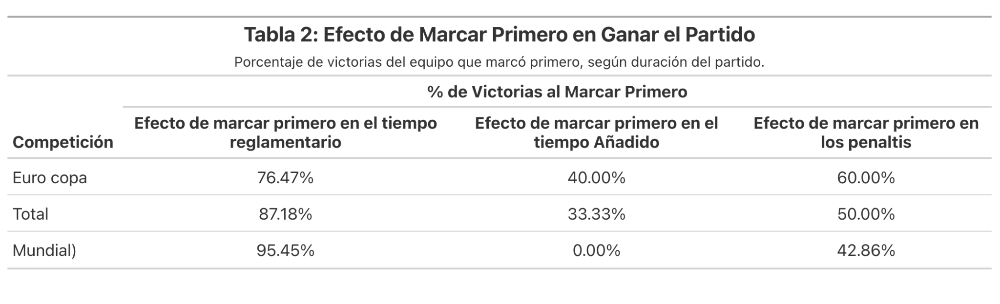 Tabla 2: Efecto de Marcar Primero en Ganar el Partido
Porcentaje de victorias del equipo que marcó primero, según duración del partido.
% de Victorias al Marcar Primero
Competición
Efecto de marcar primero en el tiempo
reglamentario
Efecto de marcar primero en el
tiempo Añadido
Efecto de marcar primero en
los penaltis
Euro copa 76.47% 40.00% 60.00%
Total 87.18% 33.33% 50.00%
Mundial) 95.45% 0.00% 42.86%